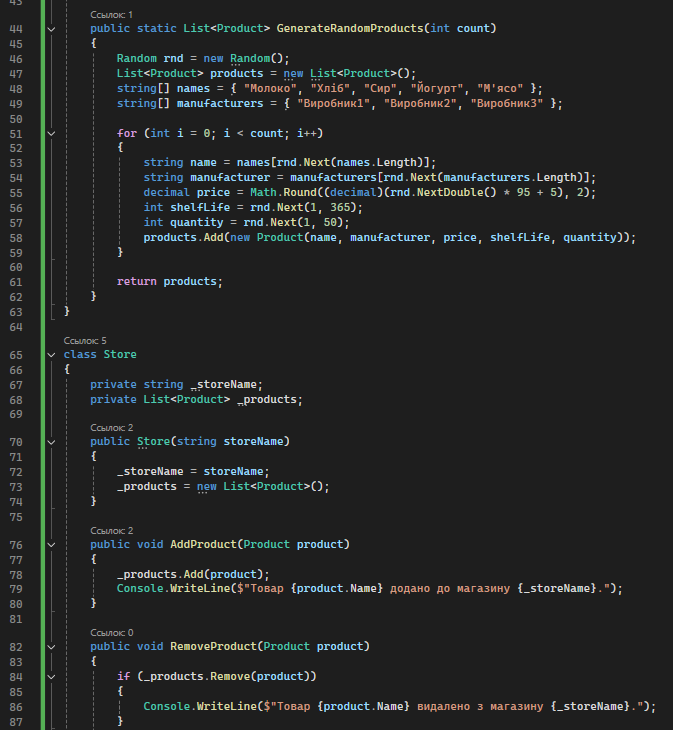 43
Ссылок: 1
44 public static List<Product> GenerateRandomProducts(int count)
45 {
46 Random rnd = new Random();
47 List<Product> products = new List<Product>();
48 string[] names = { "Молоко", "Хліб", "Сир", "Йогурт", "М'ясо" };
49 string[] manufacturers = { "Виробник1", "Виробник2", "Виробник3" };
50
51 for (int i = 0; i < count; i++)
52 {
53 string name = names[rnd.Next(names.Length)];
54 string manufacturer = manufacturers[rnd.Next(manufacturers.Length)];
55 decimal price = Math.Round((decimal)(rnd.NextDouble() * 95 + 5), 2);
56 int shelfLife = rnd.Next(1, 365);
57 int quantity = rnd.Next(1, 50);
58 products.Add(new Product(name, manufacturer, price, shelfLife, quantity));
59 }
60
61 return products;
62 }
63 }
64
Ссылок: 5
65 class Store
66 {
67 private string _storeName;
68 private List<Product> _products;
69
Ссылок: 2
70 public Store(string storeName)
71 {
72 _storeName = storeName;
73 _products = new List<Product>();
74 }
75
Ссылок: 2
76 public void AddProduct(Product product)
77 {
78 _products.Add(product);
79 Console.WriteLine($"Товар {product.Name} додано до магазину {_storeName}.");
80 }
81
Ссылок: 0
82 public void RemoveProduct(Product product)
83 {
84 if (_products.Remove(product))
85 {
86 Console.WriteLine($"Товар {product.Name} видалено з магазину {_storeName}.");
87 }